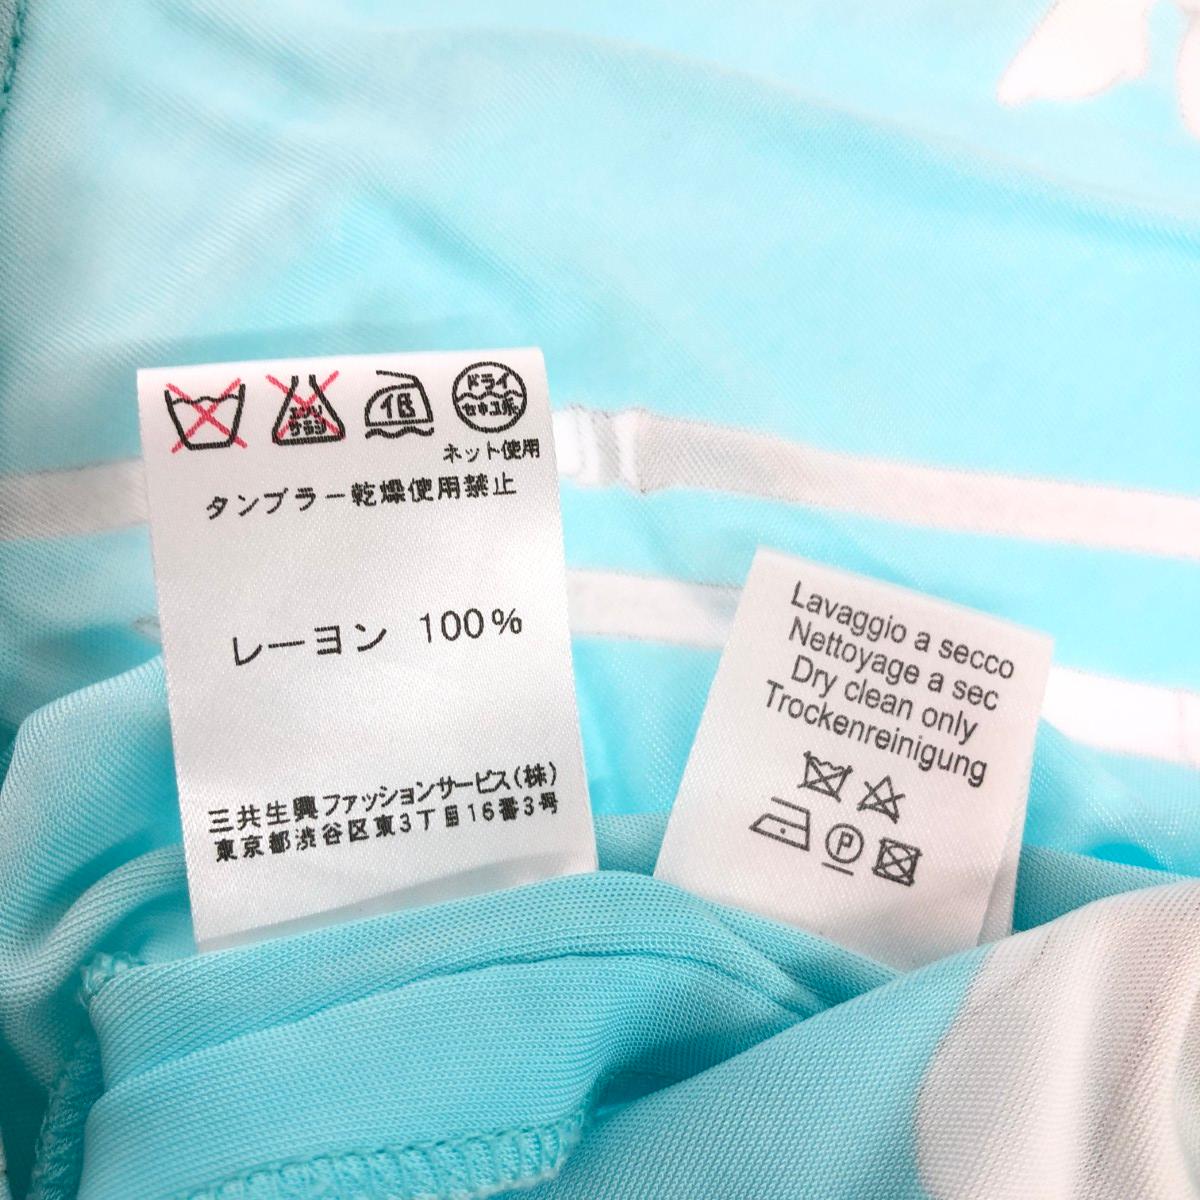 エンソ
サラシ
低
ドライ
セキユ系
ネット使用
タンブラー乾燥使用禁止
レーヨン 100%
三共生興ファッションサービス(株)
東京都渋谷区東3丁目16番3号
Lavaggio a secco
Nettoyage a sec
Dry clean only
Trockenreinigung
P